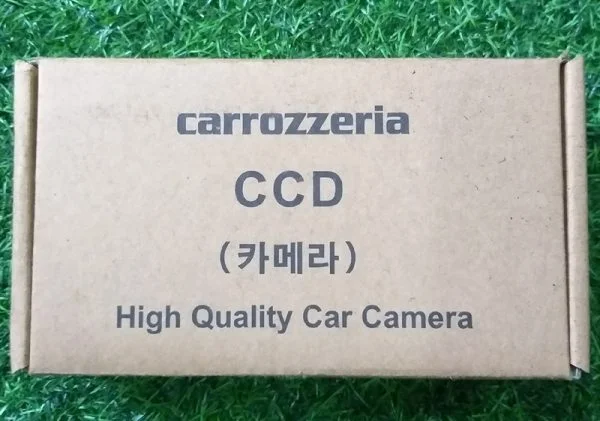 carrozzeria
CCD
(카메라)
High Quality Car Camera